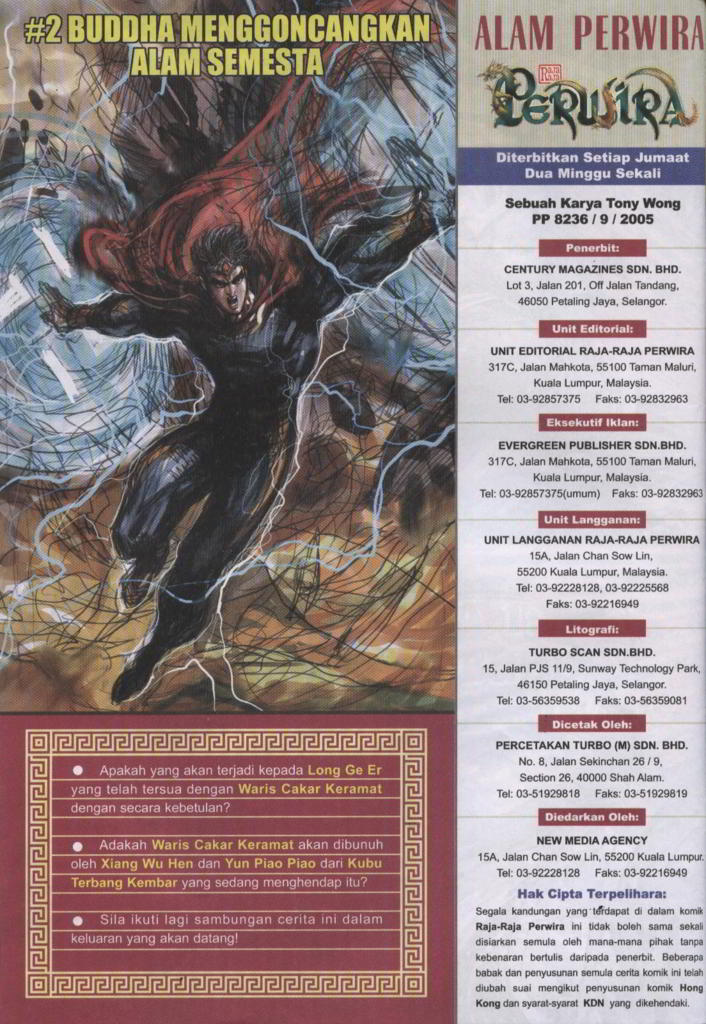 #2 BUDDHA MENGGONCANGKAN
ALAM SEMESTA
● Apakah yang akan terjadi kepada Long Ge Er
yang telah tersua dengan Waris Cakar Keramat
dengan secara kebetulan?
● Adakah Waris Cakar Keramat akan dibunuh
oleh Xiang Wu Hen dan Yun Piao Piao dari Kubu
Terbang Kembar yang sedang menghendap itu?
● Sila ikuti lagi sambungan cerita ini dalam
keluaran yang akan datang!
ALAM PERWIRA
Raja
Raja
PERWIRA
Diterbitkan Setiap Jumaat
Dua Minggu Sekali
Sebuah Karya Tony Wong
PP 8236 / 9 / 2005
Penerbit:
CENTURY MAGAZINES SDN. BHD.
Lot 3, Jalan 201, Off Jalan Tandang,
46050 Petaling Jaya, Selangor.
Unit Editorial:
UNIT EDITORIAL RAJA-RAJA PERWIRA
317C, Jalan Mahkota, 55100 Taman Maluri,
Kuala Lumpur, Malaysia.
Tel: 03-92857375 Faks: 03-92832963
Eksekutif Iklan:
EVERGREEN PUBLISHER SDN.BHD.
317C, Jalan Mahkota, 55100 Taman Maluri,
Kuala Lumpur, Malaysia.
Tel: 03-92857375(umum) Faks: 03-92832963
Unit Langganan:
UNIT LANGGANAN RAJA-RAJA PERWIRA
15A, Jalan Chan Sow Lin,
55200 Kuala Lumpur, Malaysia.
Tel: 03-92228128, 03-92225568
Faks: 03-92216949
Litografi:
TURBO SCAN SDN.BHD.
15, Jalan PJS 11/9, Sunway Technology Park,
46150 Petaling Jaya, Selangor.
Tel: 03-56359538 Faks: 03-56359081
Dicetak Oleh:
PERCETAKAN TURBO (M) SDN. BHD.
No. 8, Jalan Sekinchan 26 / 9,
Section 26, 40000 Shah Alam.
Tel: 03-51929818 Faks: 03-51929819
Diedarkan Oleh:
NEW MEDIA AGENCY
15A, Jalan Chan Sow Lin, 55200 Kuala Lumpur.
Tel: 03-92228128 Faks: 03-92216949
Hak Cipta Terpelihara:
Segala kandungan yang terdapat di dalam komik
Raja-Raja Perwira ini tidak boleh sama sekali
disiarkan semula oleh mana-mana pihak tanpa
kebenaran bertulis daripada penerbit. Beberapa
babak dan penyusunan semula cerita komik ini telah
diubah suai mengikut penyusunan komik Hong
Kong dan syarat-syarat KDN yang dikehendaki.